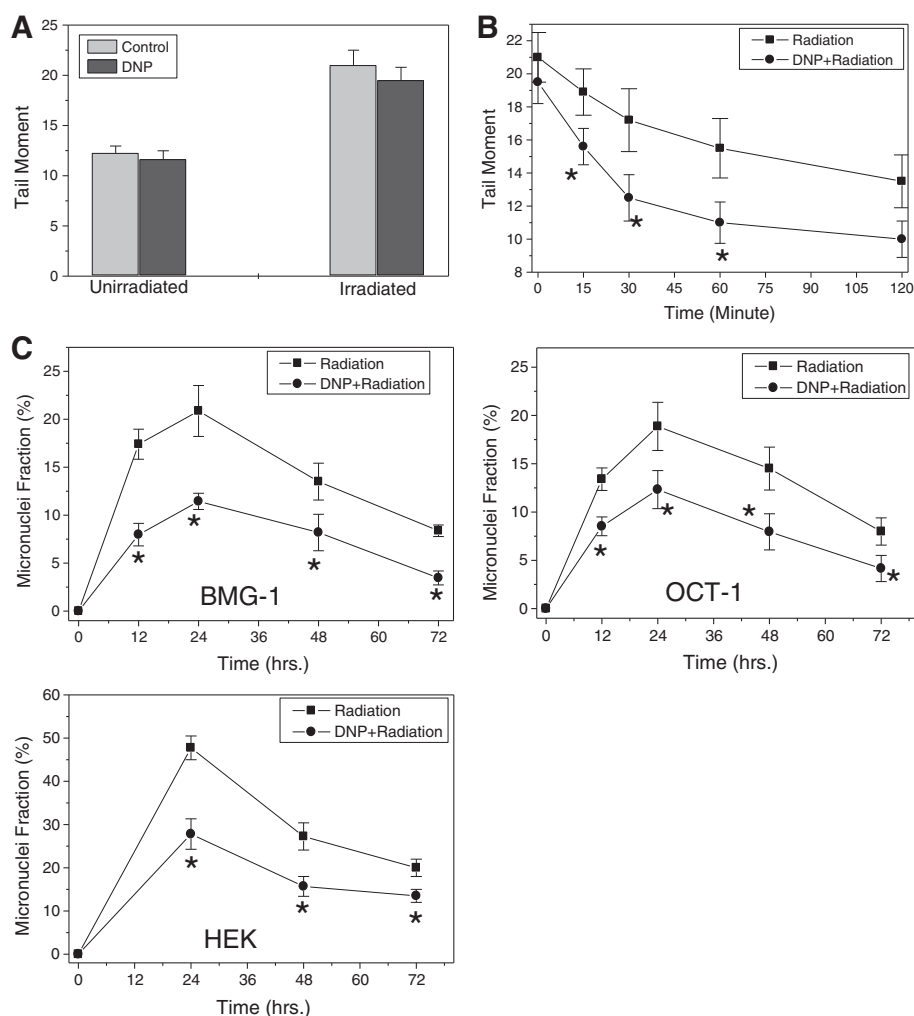 A
Control
DNP
Tail Moment
25
20
15
10
5
0
Unirradiated
Irradiated
B
Radiation
DNP+Radiation
Tail Moment
22
20
18
16
14
12
10
8
*
*
*
0 15 30 45 60 75 90 105 120
Time (Minute)
C
Radiation
DNP+Radiation
Micronuclei Fraction (%)
25
20
15
10
5
0
*
*
*
*
BMG-1
0 12 24 36 48 60 72
Time (hrs.)
Radiation
DNP+Radiation
Micronuclei Fraction (%)
25
20
15
10
5
0
*
*
*
*
OCT-1
0 12 24 36 48 60 72
Time (hrs.)
Radiation
DNP+Radiation
Micronuclei Fraction (%)
60
50
40
30
20
10
0
*
*
*
HEK
0 12 24 36 48 60 72
Time (hrs.)